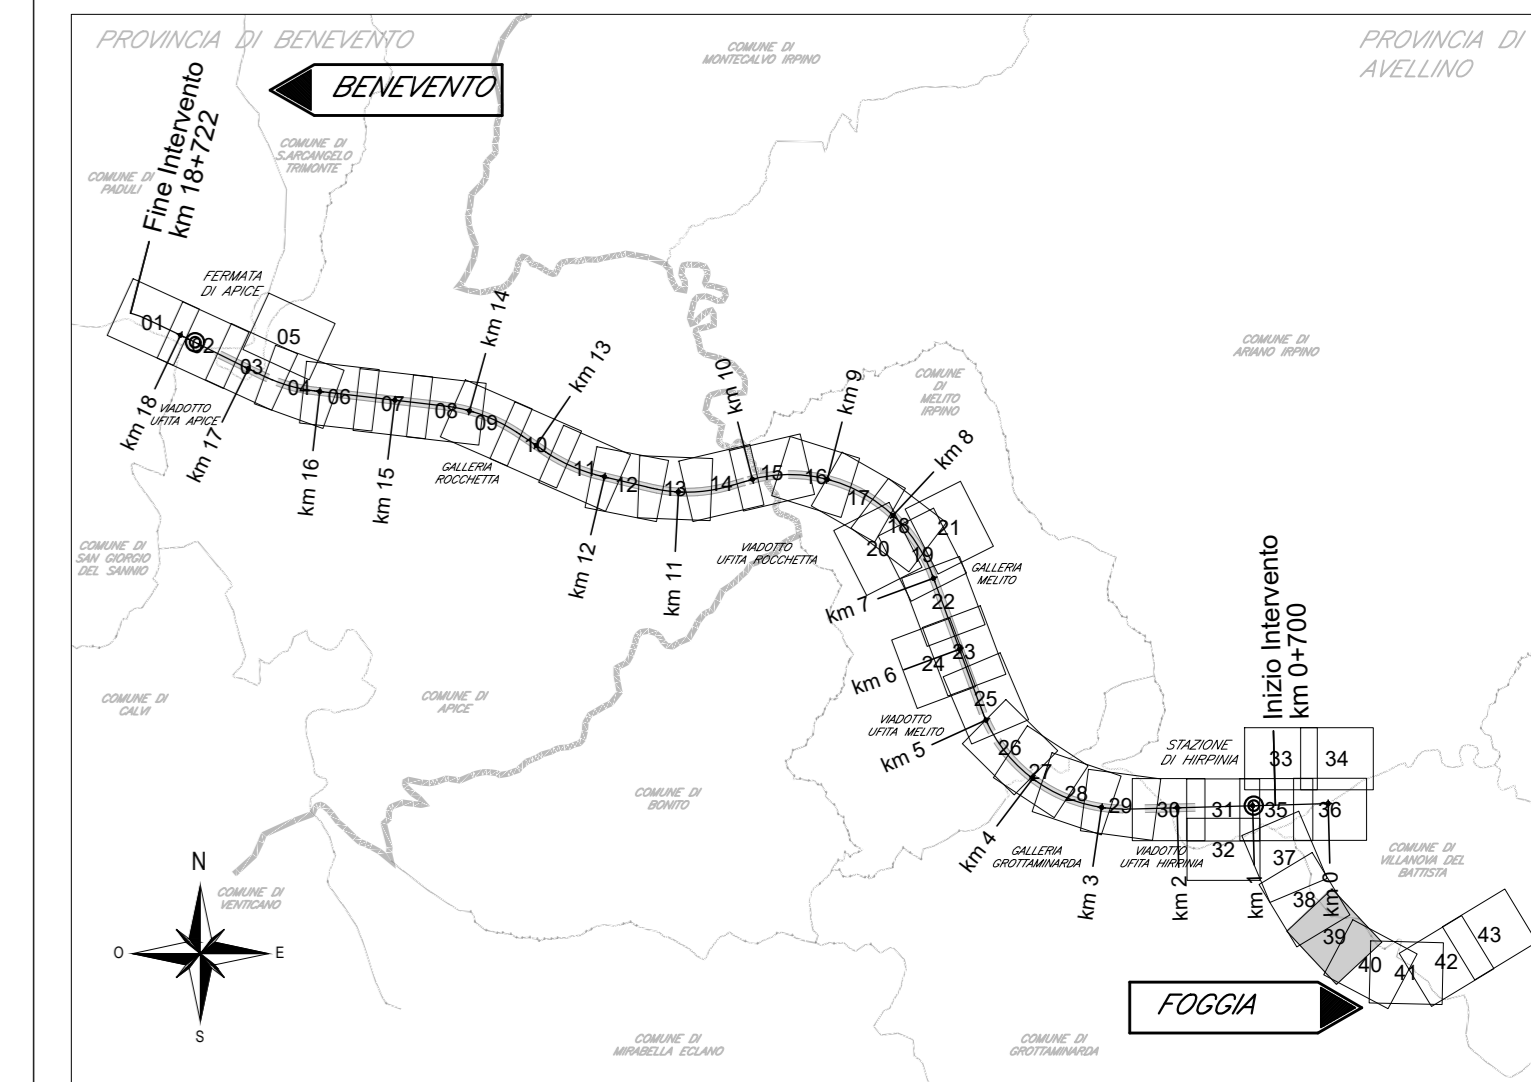 PROVINCIA DI BENEVENTO
PROVINCIA DI
AVELLINO
COMUNE DI
MONTECALVO IRPINO
BENEVENTO
Fine Intervento
km 18+722
COMUNE DI
S.ARCANGELO
TRIMONTE
COMUNE DI
PADULI
FERMATA
DI APICE
01
02
03
04
05
06
07
08
09
10
11
12
13
14
15
16
17
18
19
20
21
22
23
24
25
26
27
28
29
30
31
32
33
34
35
36
37
38
39
40
41
42
43
km 18
km 17
km 16
km 15
km 14
km 13
km 12
km 11
km 10
km 9
km 8
km 7
km 6
km 5
km 4
km 3
km 2
km 1
km 0
VIADOTTO
UFITA APICE
GALLERIA
ROCCHETTA
VIADOTTO
UFITA ROCCHETTA
COMUNE
DI
MELITO
IRPINO
COMUNE DI
ARIANO IRPINO
GALLERIA
MELITO
COMUNE DI
SAN GIORGIO
DEL SANNIO
COMUNE DI
CALVI
COMUNE DI
APICE
VIADOTTO
UFITA MELITO
STAZIONE
DI HIRPINIA
Inizio Intervento
km 0+700
COMUNE DI
BONITO
GALLERIA
GROTTAMINARDA
VIADOTTO
UFITA HIRPINIA
COMUNE DI
VILLANOVA DEL
BATTISTA
COMUNE DI
VENTICANO
N
O
E
S
FOGGIA
COMUNE DI
MIRABELLA ECLANO
COMUNE DI
GROTTAMINARDA